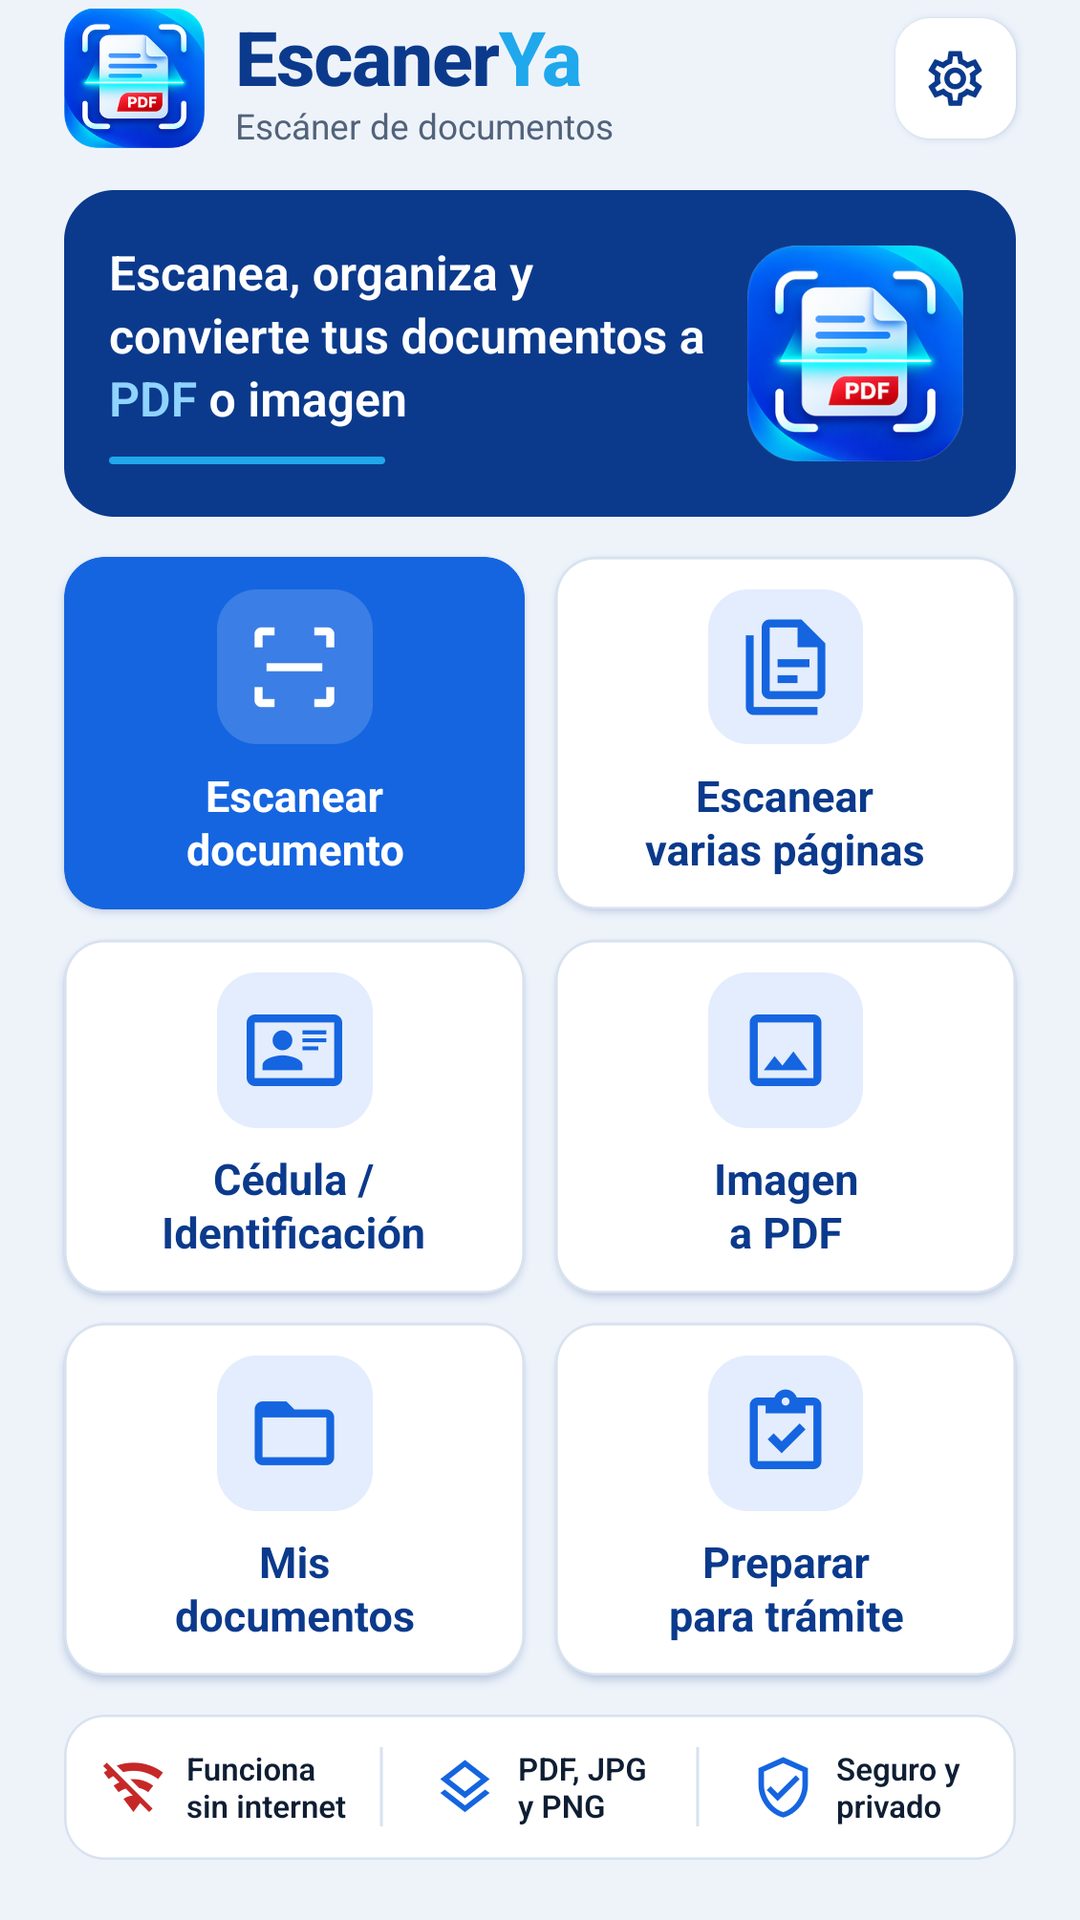 PDF
EscanerYa
Escáner de documentos
Escanea, organiza y
convierte tus documentos a
PDF o imagen
PDF
Escanear
documento
Escanear
varias páginas
Cédula /
Identificación
Imagen
a PDF
Mis
documentos
Preparar
para trámite
Funciona
sin internet
PDF, JPG
y PNG
Seguro y
privado